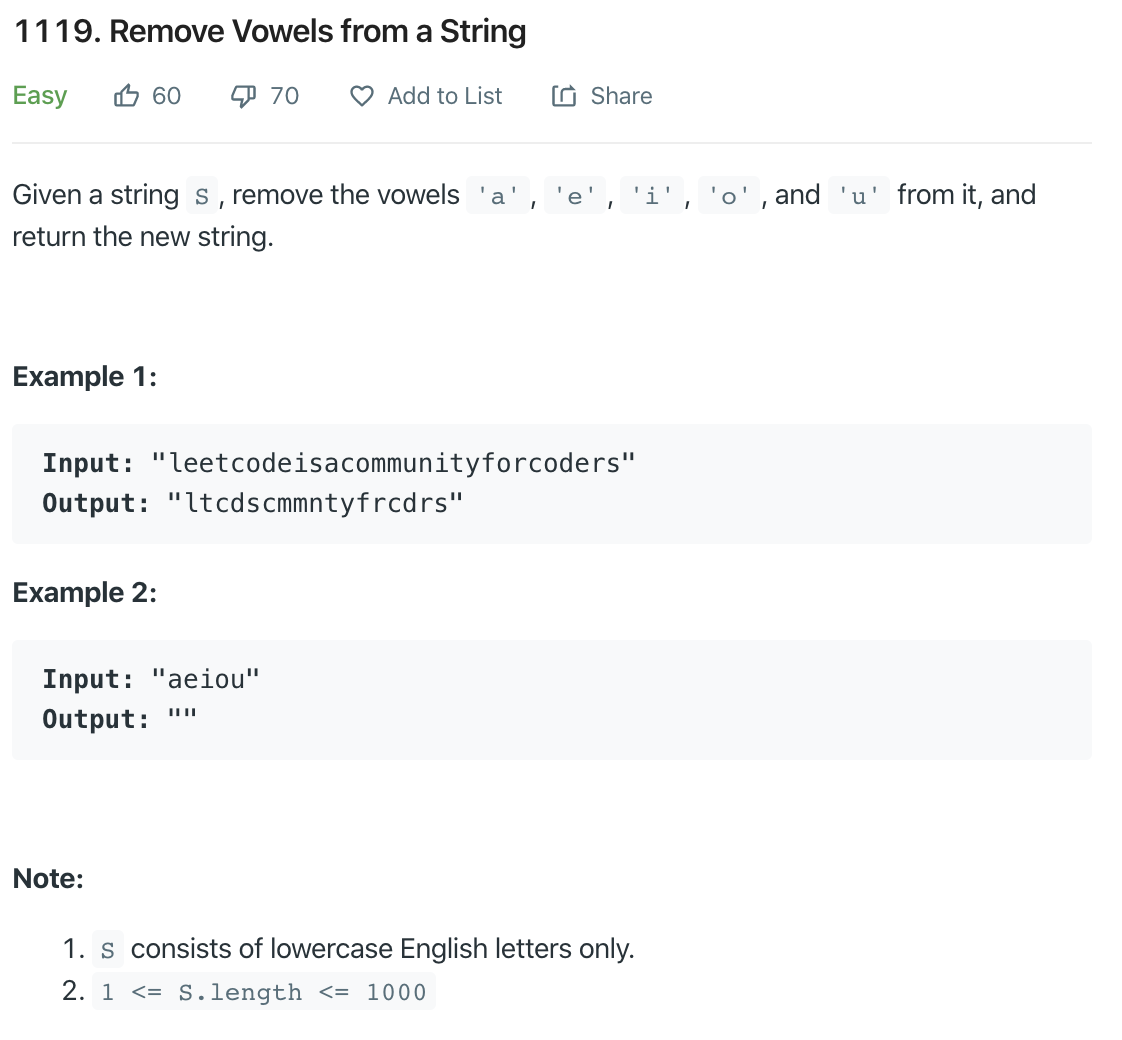 1119. Remove Vowels from a String
Easy 60 70 Add to List Share
Given a string S , remove the vowels 'a' , 'e' , 'i' , 'o' , and 'u' from it, and
return the new string.
Example 1:
Input: "leetcodeisacommunityforcoders"
Output: "ltcdscmmntyfrcdrs"
Example 2:
Input: "aeiou"
Output: ""
Note:
1. S consists of lowercase English letters only.
2. 1 <= S.length <= 1000